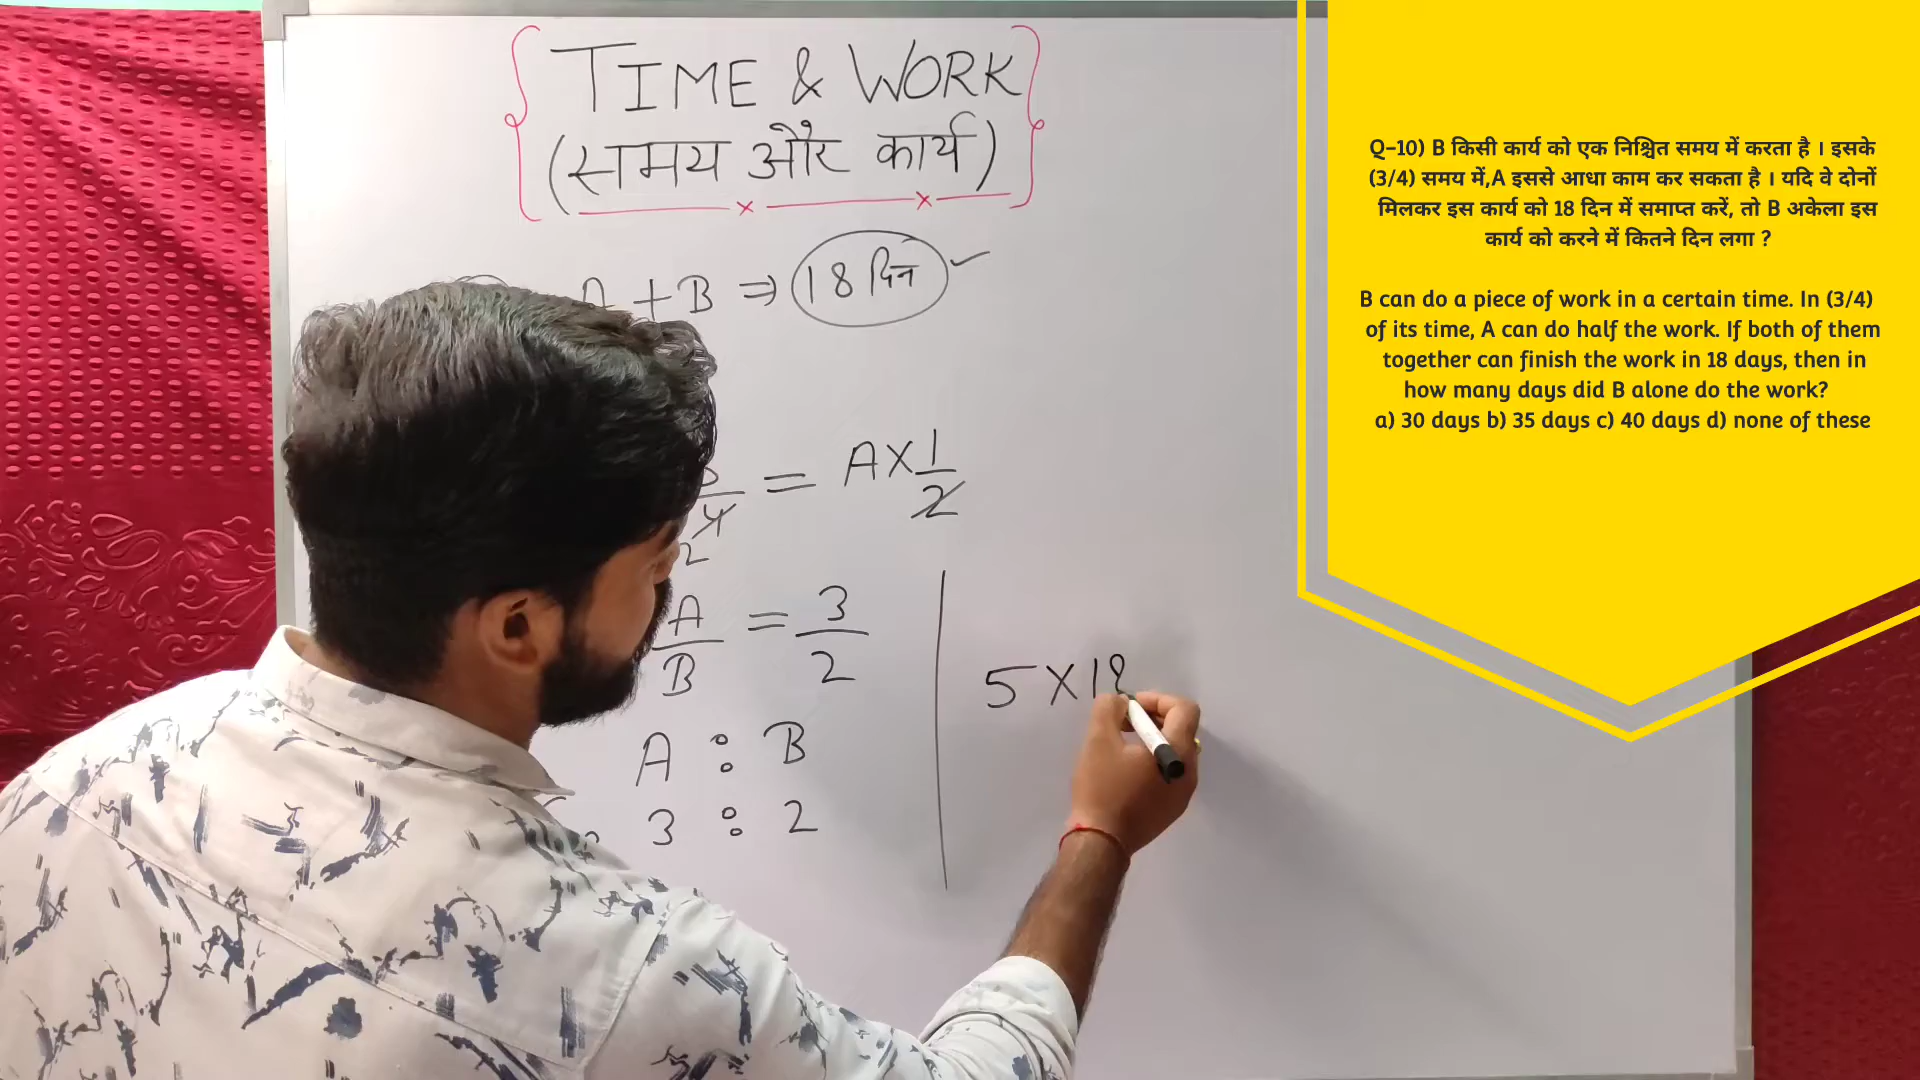 TIME & WORK
(समय और कार्य)
A + B ⇒ 18 दिन ✓
4 = A × 1/2
2
A/B = 3/2
A : B
3 : 2
5 × 18
Q-10) B किसी कार्य को एक निश्चित समय में करता है । इसके
(3/4) समय में,A इससे आधा काम कर सकता है । यदि वे दोनों
मिलकर इस कार्य को 18 दिन में समाप्त करें, तो B अकेला इस
कार्य को करने में कितने दिन लगा ?
B can do a piece of work in a certain time. In (3/4)
of its time, A can do half the work. If both of them
together can finish the work in 18 days, then in
how many days did B alone do the work?
a) 30 days b) 35 days c) 40 days d) none of these